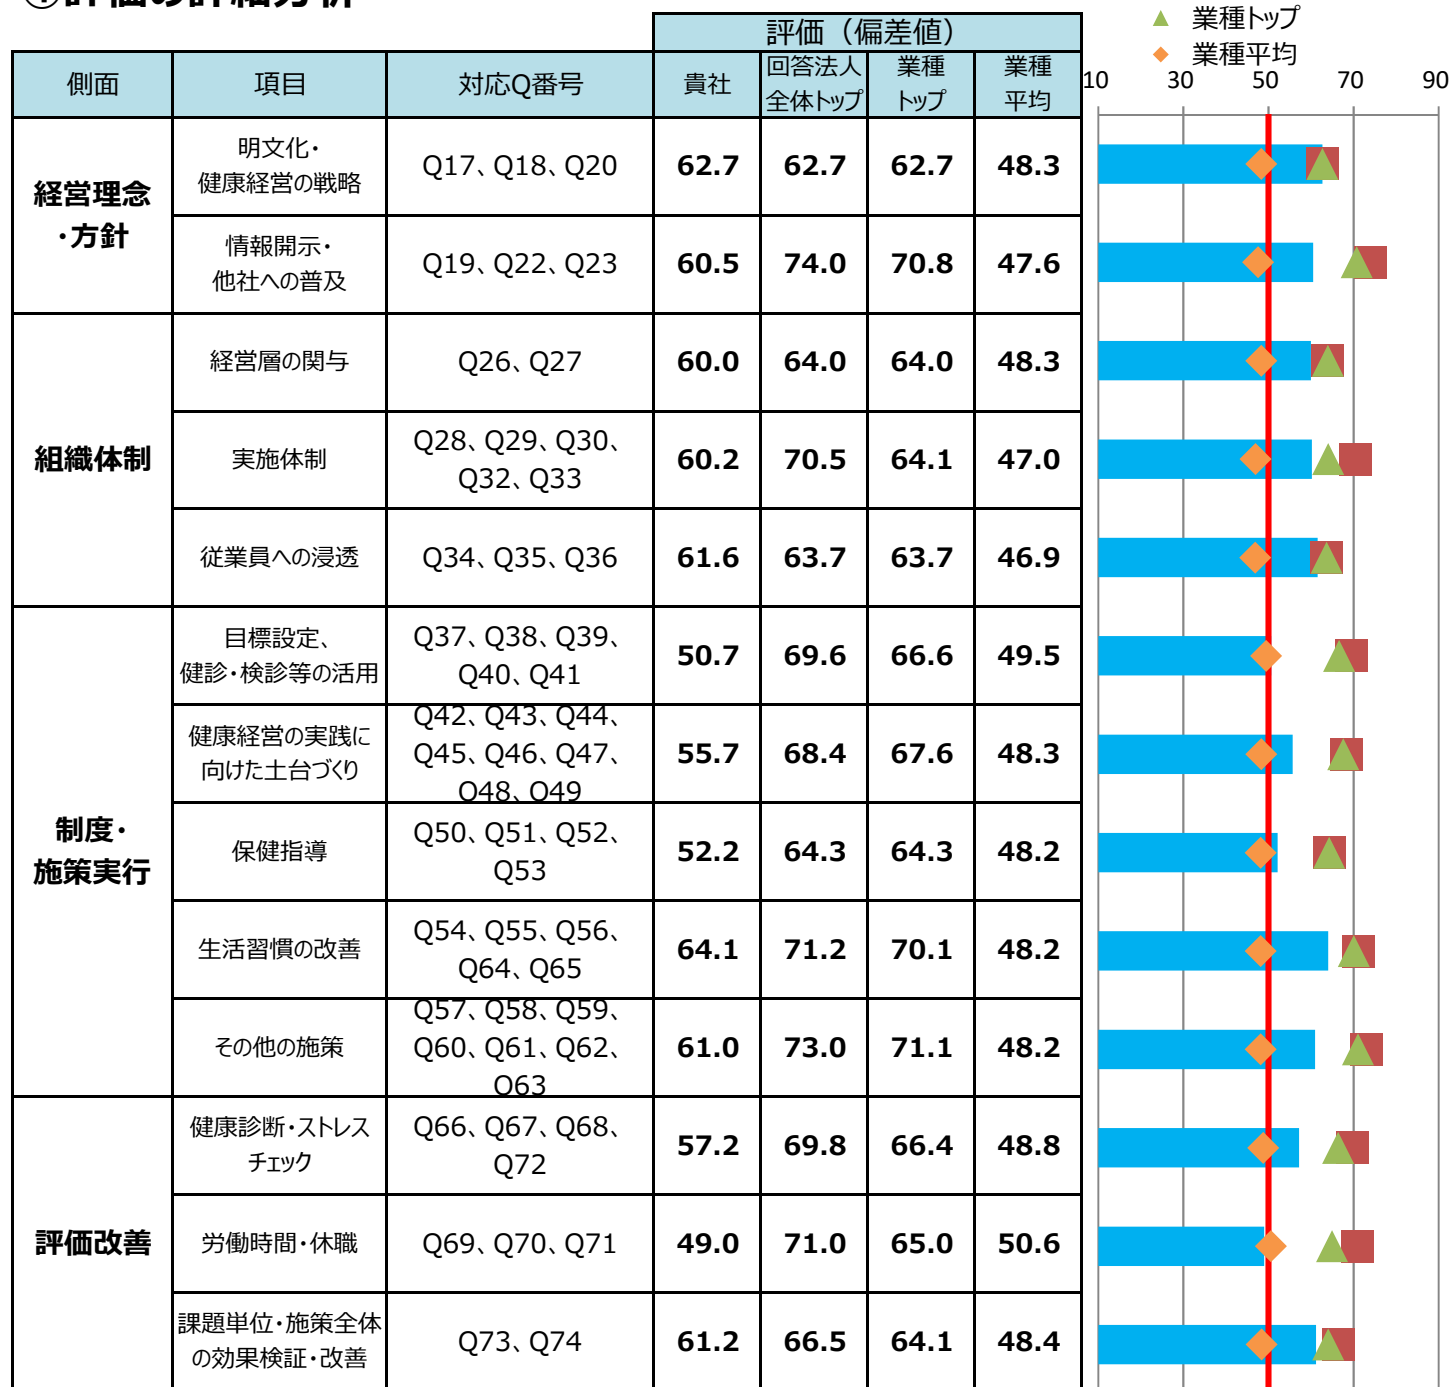 ①評価の詳細分析
業種トップ
業種平均
評価（偏差値）
側面 項目 対応Q番号 貴社 回答法人全体トップ 業種トップ 業種平均
10 30 50 70 90
経営理念・方針
明文化・
健康経営の戦略
Q17、Q18、Q20
62.7 62.7 62.7 48.3
情報開示・
他社への普及
Q19、Q22、Q23
60.5 74.0 70.8 47.6
組織体制
経営層の関与
Q26、Q27
60.0 64.0 64.0 48.3
実施体制
Q28、Q29、Q30、
Q32、Q33
60.2 70.5 64.1 47.0
従業員への浸透
Q34、Q35、Q36
61.6 63.7 63.7 46.9
制度・
施策実行
目標設定、
健診・検診等の活用
Q37、Q38、Q39、
Q40、Q41
50.7 69.6 66.6 49.5
健康経営の実践に
向けた土台づくり
Q42、Q43、Q44、
Q45、Q46、Q47、
Q48、Q49
55.7 68.4 67.6 48.3
保健指導
Q50、Q51、Q52、
Q53
52.2 64.3 64.3 48.2
生活習慣の改善
Q54、Q55、Q56、
Q64、Q65
64.1 71.2 70.1 48.2
その他の施策
Q57、Q58、Q59、
Q60、Q61、Q62、
Q63
61.0 73.0 71.1 48.2
評価改善
健康診断・ストレス
チェック
Q66、Q67、Q68、
Q72
57.2 69.8 66.4 48.8
労働時間・休職
Q69、Q70、Q71
49.0 71.0 65.0 50.6
課題単位・施策全体
の効果検証・改善
Q73、Q74
61.2 66.5 64.1 48.4